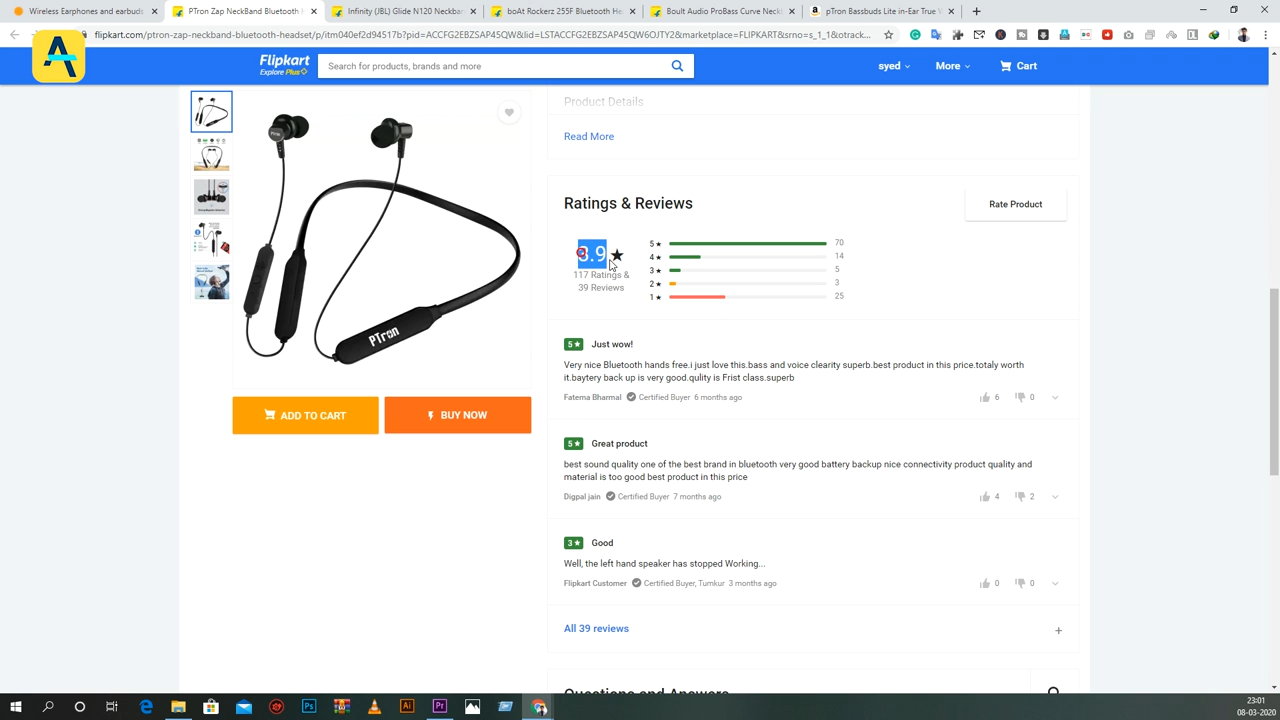 Wireless Earphones and earbuds
PTron Zap NeckBand Bluetooth H
Infinity (JBL) Glide N120 Neckban
boAt Rockerz 255F Bluetooth He
Boult Audio ProBass Curve Neck
pTron Bassbuds Lite in-Ear True W
flipkart.com/ptron-zap-neckband-bluetooth-headset/p/itm040ef2d94517b?pid=ACCFG2EBZSAP45QW&lid=LSTACCFG2EBZSAP45QW6OJTY2&marketplace=FLIPKART&srno=s_1_1&otrack...
Flipkart
Explore Plus
Search for products, brands and more
syed
More
Cart
Product Details
Read More
Ratings & Reviews
Rate Product
3.9 ★
117 Ratings &
39 Reviews
5 ★ 70
4 ★ 14
3 ★ 5
2 ★ 3
1 ★ 25
PTron
ADD TO CART
BUY NOW
5 ★ Just wow!
Very nice Bluetooth hands free.i just love this.bass and voice clearity superb.best product in this price.totaly worth
it.baytery back up is very good.qulity is Frist class.superb
Fatema Bharmal Certified Buyer 6 months ago 6 0
5 ★ Great product
best sound quality one of the best brand in bluetooth very good battery backup nice connectivity product quality and
material is too good best product in this price
Digpal jain Certified Buyer 7 months ago 4 2
3 ★ Good
Well, the left hand speaker has stopped Working...
Flipkart Customer Certified Buyer, Tumkur 3 months ago 0 0
All 39 reviews +
Questions and Answers
23:01
08-03-2020